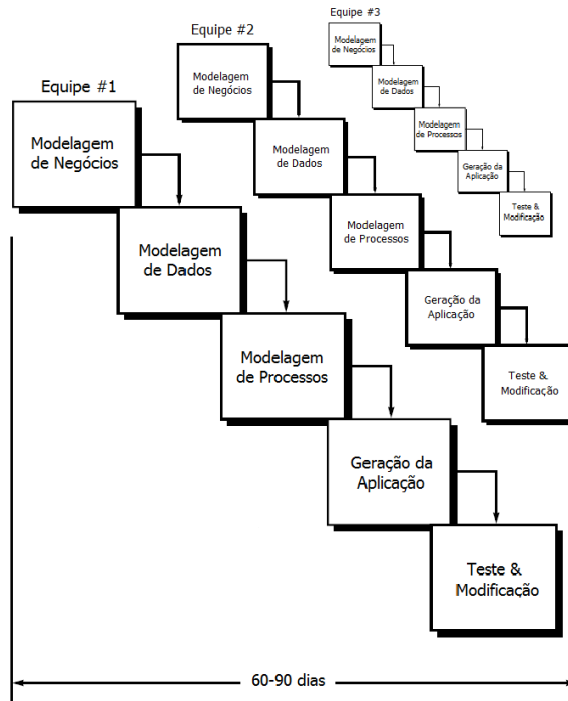 Equipe #1
Modelagem
de Negócios
Modelagem
de Dados
Modelagem
de Processos
Geração da
Aplicação
Teste &
Modificação
Equipe #2
Modelagem
de Negócios
Modelagem
de Dados
Modelagem
de Processos
Geração da
Aplicação
Teste &
Modificação
Equipe #3
Modelagem
de Negócios
Modelagem
de Dados
Modelagem
de Processos
Geração da
Aplicação
Teste &
Modificação
60-90 dias